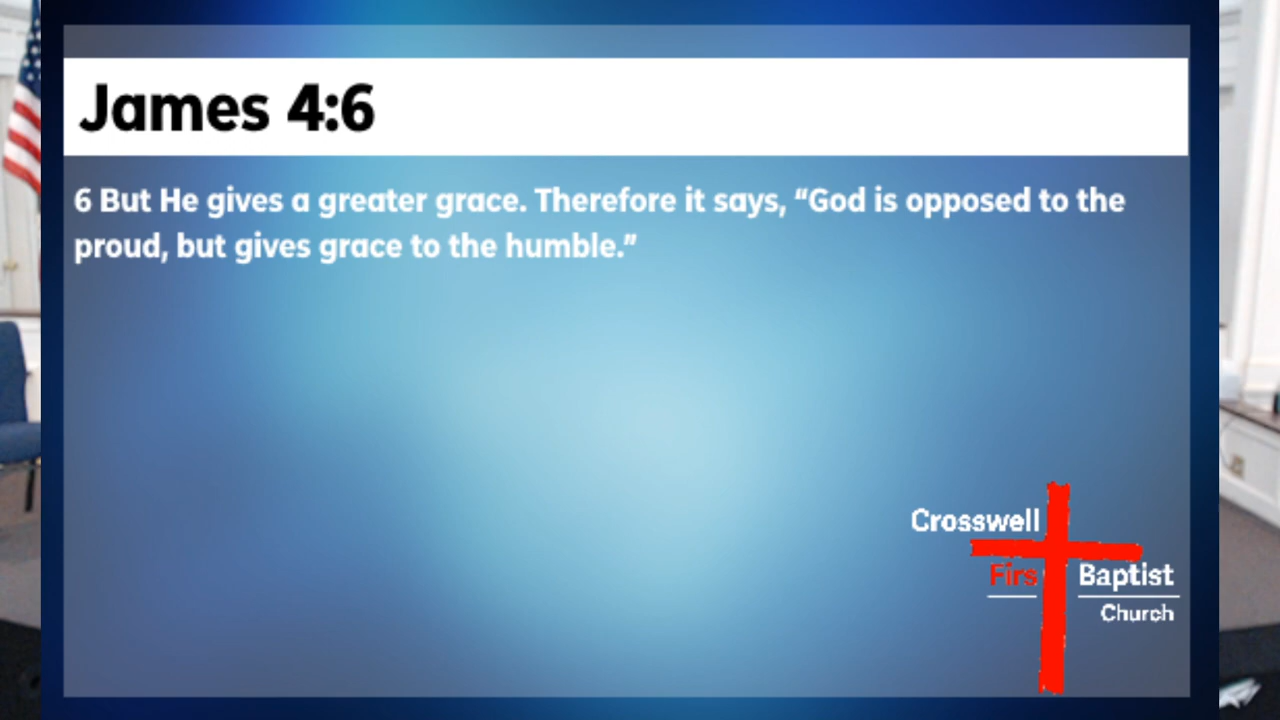 James 4:6
6 But He gives a greater grace. Therefore it says, “God is opposed to the
proud, but gives grace to the humble.”
Crosswell
Firs Baptist
Church